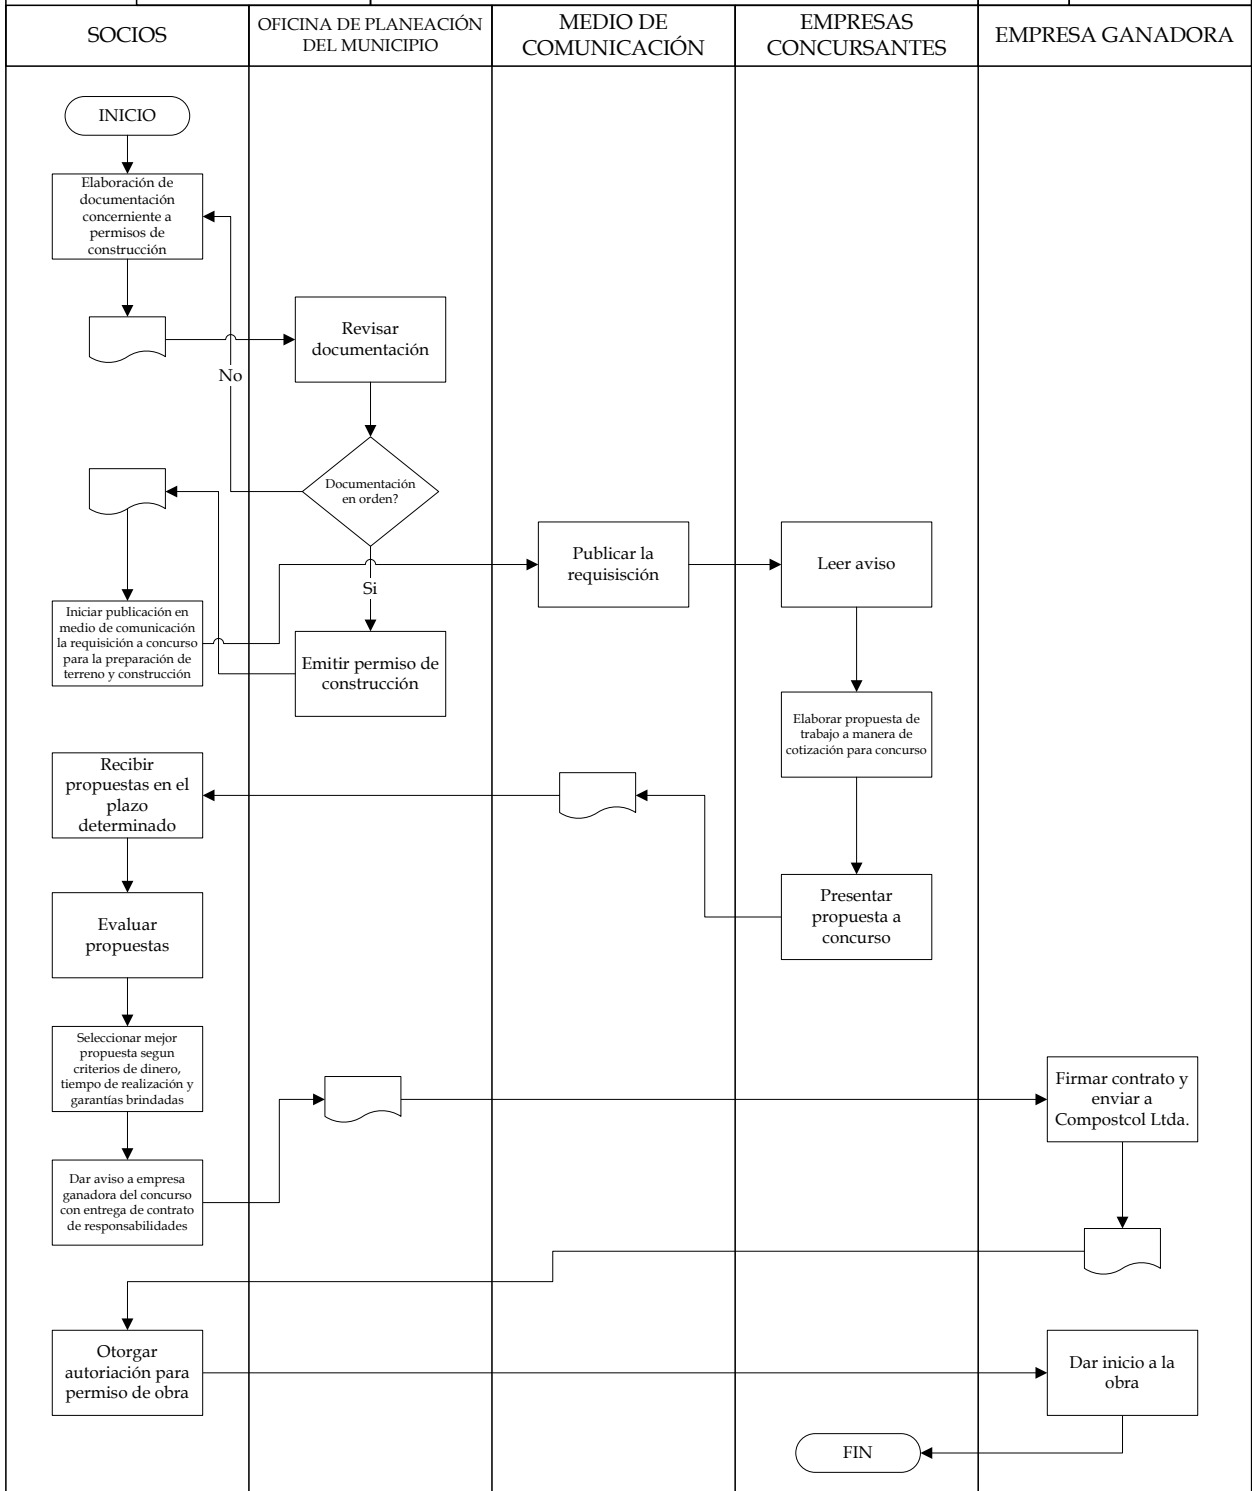 SOCIOS
OFICINA DE PLANEACIÓN
DEL MUNICIPIO
MEDIO DE
COMUNICACIÓN
EMPRESAS
CONCURSANTES
EMPRESA GANADORA
INICIO
Elaboración de
documentación
concerniente a
permisos de
construcción
Revisar
documentación
No
Documentación
en orden?
Si
Publicar la
requisisción
Leer aviso
Iniciar publicación en
medio de comunicación
la requisición a concurso
para la preparación de
terreno y construcción
Emitir permiso de
construcción
Elaborar propuesta de
trabajo a manera de
cotización para concurso
Recibir
propuestas en el
plazo
determinado
Presentar
propuesta a
concurso
Evaluar
propuestas
Seleccionar mejor
propuesta segun
criterios de dinero,
tiempo de realización y
garantías brindadas
Firmar contrato y
enviar a
Compostcol Ltda.
Dar aviso a empresa
ganadora del concurso
con entrega de contrato
de responsabilidades
Otorgar
autoriación para
permiso de obra
Dar inicio a la
obra
FIN